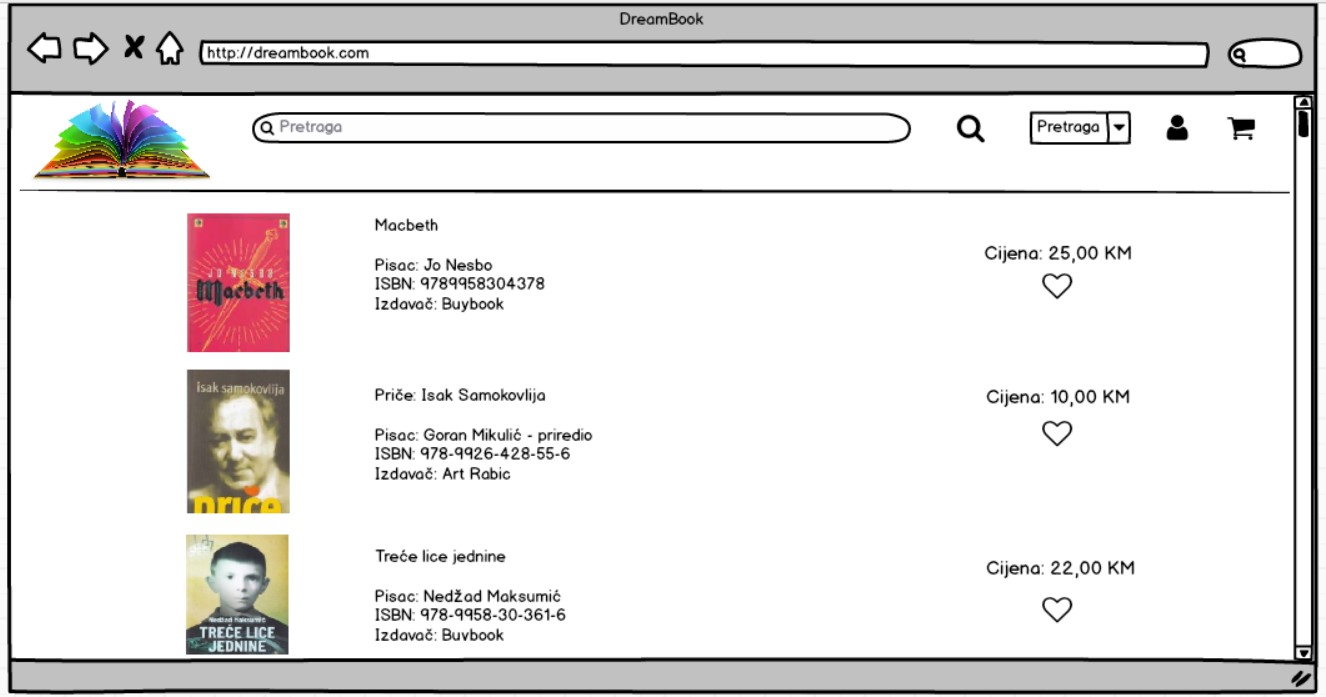 DreamBook
http://dreambook.com
Pretraga
Pretraga
JO NESBO
Macbeth
Macbeth
Pisac: Jo Nesbo
ISBN: 9789958304378
Izdavač: Buybook
Cijena: 25,00 KM
isak samokovlija
priče
Priče: Isak Samokovlija
Pisac: Goran Mikulić - priredio
ISBN: 978-9926-428-55-6
Izdavač: Art Rabic
Cijena: 10,00 KM
Nedžad Maksumić
TREĆE LICE
JEDNINE
Treće lice jednine
Pisac: Nedžad Maksumić
ISBN: 978-9958-30-361-6
Izdavač: Buybook
Cijena: 22,00 KM